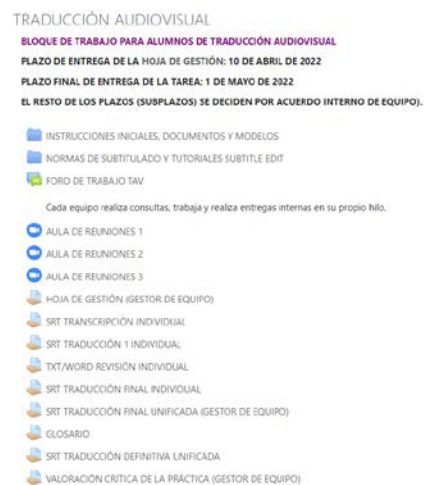 TRADUCCIÓN AUDIOVISUAL
BLOQUE DE TRABAJO PARA ALUMNOS DE TRADUCCIÓN AUDIOVISUAL
PLAZO DE ENTREGA DE LA HOJA DE GESTIÓN: 10 DE ABRIL DE 2022
PLAZO FINAL DE ENTREGA DE LA TAREA: 1 DE MAYO DE 2022
EL RESTO DE LOS PLAZOS (SUBPLAZOS) SE DECIDEN POR ACUERDO INTERNO DE EQUIPO).
INSTRUCCIONES INICIALES, DOCUMENTOS Y MODELOS
NORMAS DE SUBTITULADO Y TUTORIALES SUBTITLE EDIT
FORO DE TRABAJO TAV
Cada equipo realiza consultas, trabaja y realiza entregas internas en su propio hilo.
AULA DE REUNIONES 1
AULA DE REUNIONES 2
AULA DE REUNIONES 3
HOJA DE GESTIÓN (GESTOR DE EQUIPO)
SRT TRANSCRIPCIÓN INDIVIDUAL
SRT TRADUCCIÓN 1 INDIVIDUAL
TXT/WORD REVISIÓN INDIVIDUAL
SRT TRADUCCIÓN FINAL INDIVIDUAL
SRT TRADUCCIÓN FINAL UNIFICADA (GESTOR DE EQUIPO)
GLOSARIO
SRT TRADUCCIÓN DEFINITIVA UNIFICADA
VALORACIÓN CRÍTICA DE LA PRÁCTICA (GESTOR DE EQUIPO)